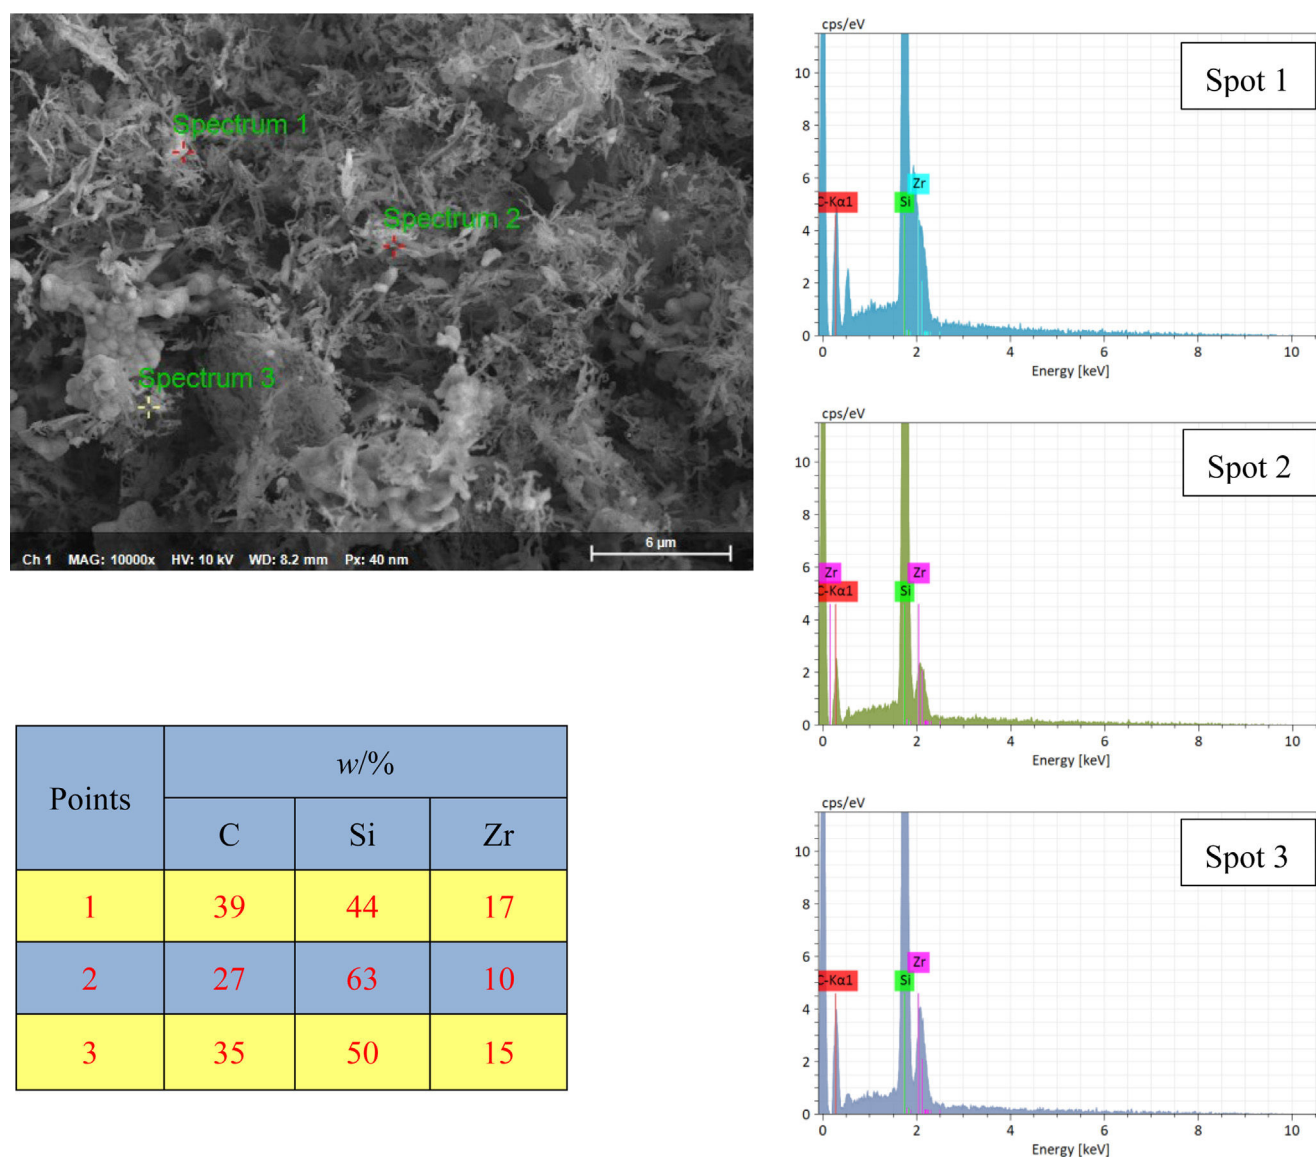 Spectrum 1
Spectrum 2
Spectrum 3
Ch 1 MAG: 10000x HV: 10 kV WD: 8.2 mm Px: 40 nm
6 µm
Points w/%
C Si Zr
1 39 44 17
2 27 63 10
3 35 50 15
cps/eV
Spot 1
10
8
6
4
2
0
Zr
C-Kα1 Si
0 2 4 6 8 10
Energy [keV]
cps/eV
Spot 2
10
8
6
4
2
0
Zr Zr
C-Kα1 Si
0 2 4 6 8 10
Energy [keV]
cps/eV
Spot 3
10
8
6
4
2
0
Zr
C-Kα1 Si
0 2 4 6 8 10
Energy [keV]